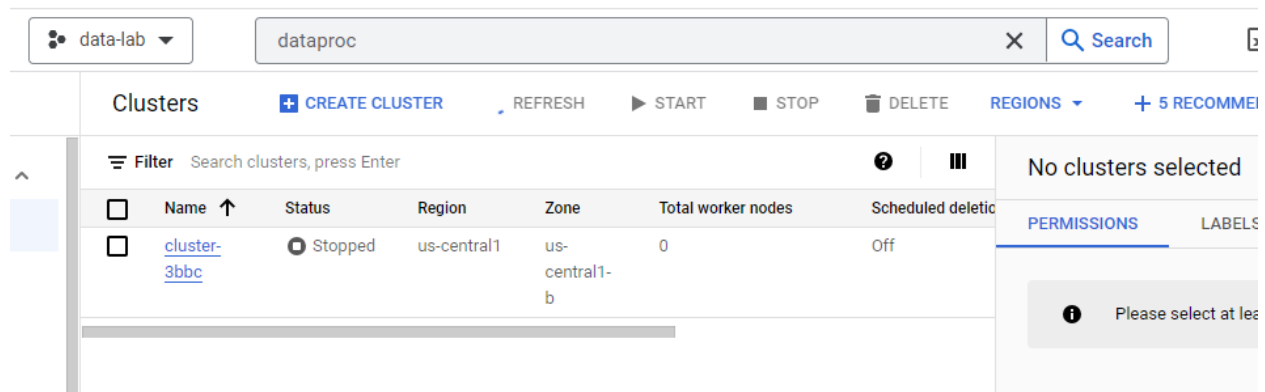 data-lab
dataproc
Search
Clusters
CREATE CLUSTER
REFRESH
START
STOP
DELETE
REGIONS
5 RECOMME
Filter Search clusters, press Enter
No clusters selected
Name Status Region Zone Total worker nodes Scheduled deletio
PERMISSIONS LABELS
cluster-
3bbc
Stopped
us-central1
us-
central1-
b
0
Off
Please select at lea